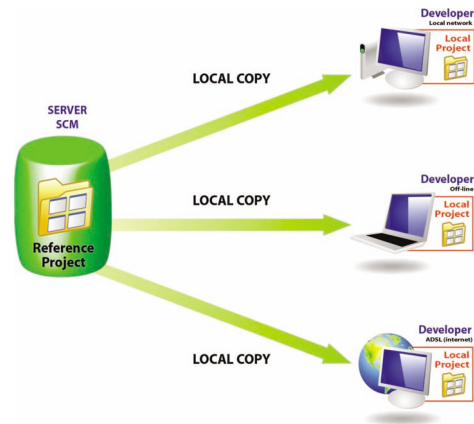 SERVER
SCM
Reference
Project
LOCAL COPY
Developer
Local network
Local
Project
LOCAL COPY
Developer
Off-line
Local
Project
LOCAL COPY
Developer
ADSL (internet)
Local
Project